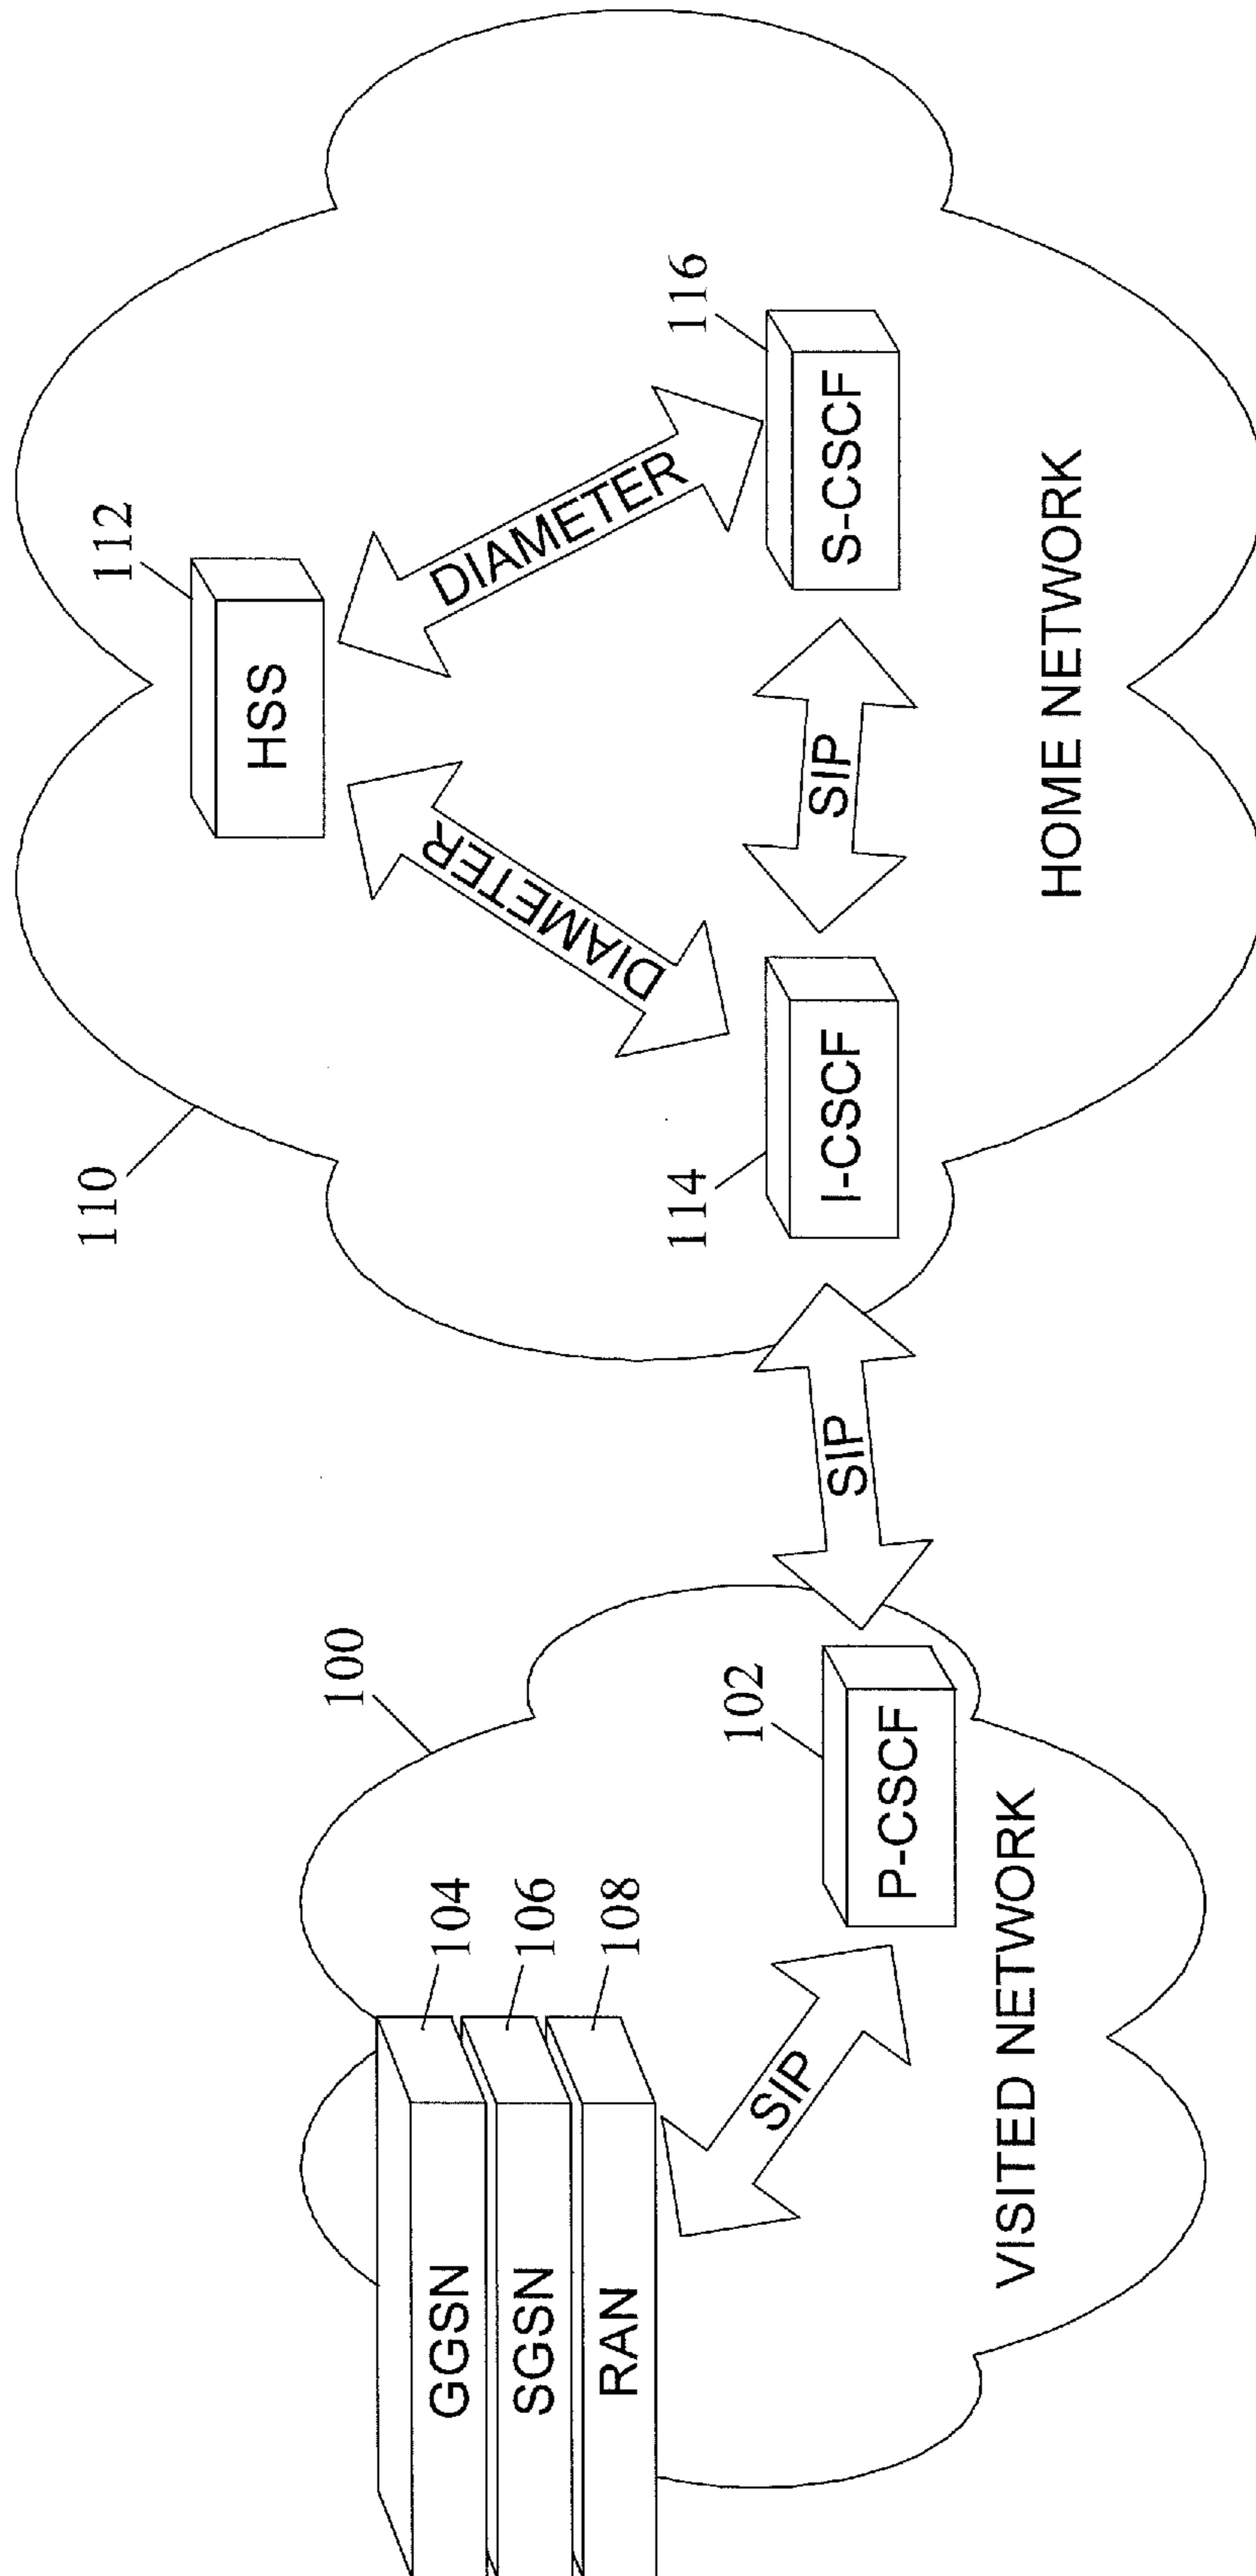 GGSN
104
SGSN
106
RAN
108
SIP
100
102
P-CSCF
VISITED NETWORK
SIP
110
112
HSS
DIAMETER
DIAMETER
114
I-CSCF
SIP
116
S-CSCF
HOME NETWORK